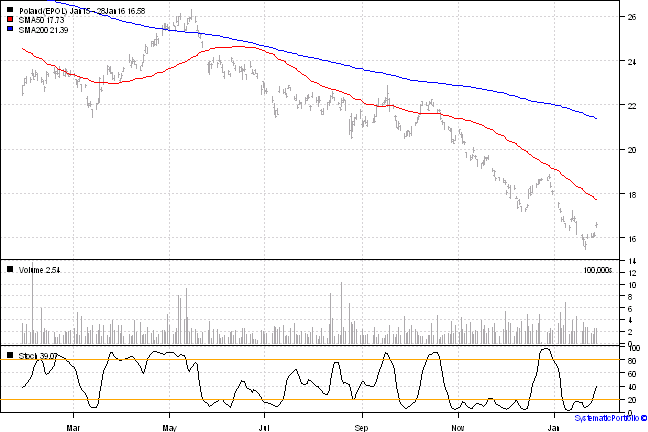 Poland(EPOL) Jan15 - 28Jan16 16.58
SMA50 17.73
SMA200 21.39
26
24
22
20
18
16
Volume 2.54
100,000s
14
12
10
8
6
4
2
0
Stoch 39.07
100
80
60
40
20
0
Mar May Jul Sep Nov Jan
SystematicPortfolio ©